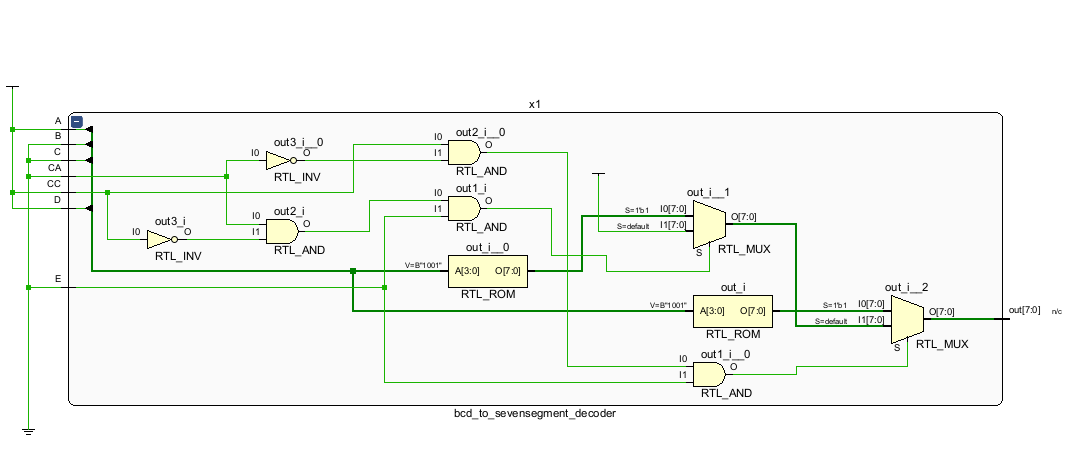 x1
A
B
C
CA
CC
D
E
out3_i__0
I0
O
RTL_INV
out2_i__0
I0
I1
O
RTL_AND
out3_i
I0
O
RTL_INV
out2_i
I0
I1
O
RTL_AND
out1_i
I0
I1
O
RTL_AND
out_i__0
V=B"1001"
A[3:0]
O[7:0]
RTL_ROM
out_i__1
S=1'b1
I0[7:0]
S=default
I1[7:0]
O[7:0]
S
RTL_MUX
out_i
V=B"1001"
A[3:0]
O[7:0]
RTL_ROM
out_i__2
S=1'b1
I0[7:0]
S=default
I1[7:0]
O[7:0]
S
RTL_MUX
out[7:0]
n/c
out1_i__0
I0
I1
O
RTL_AND
bcd_to_sevensegment_decoder